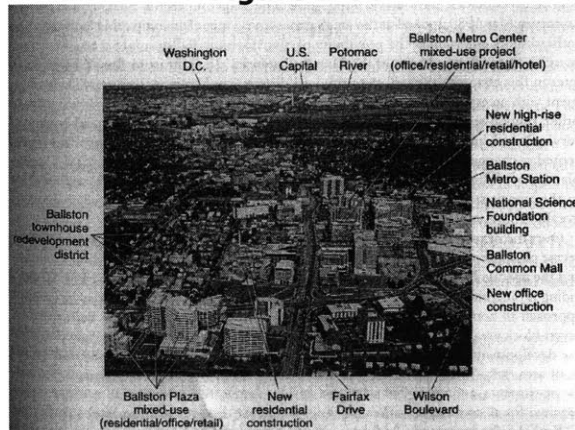 Washington
D.C.
U.S.
Capital
Potomac
River
Ballston Metro Center
mixed-use project
(office/residential/retail/hotel)
New high-rise
residential
construction
Ballston
Metro Station
National Science
Foundation
building
Ballston
Common Mall
New office
construction
Ballston
townhouse
redevelopment
district
Ballston Plaza
mixed-use
(residential/office/retail)
New
residential
construction
Fairfax
Drive
Wilson
Boulevard